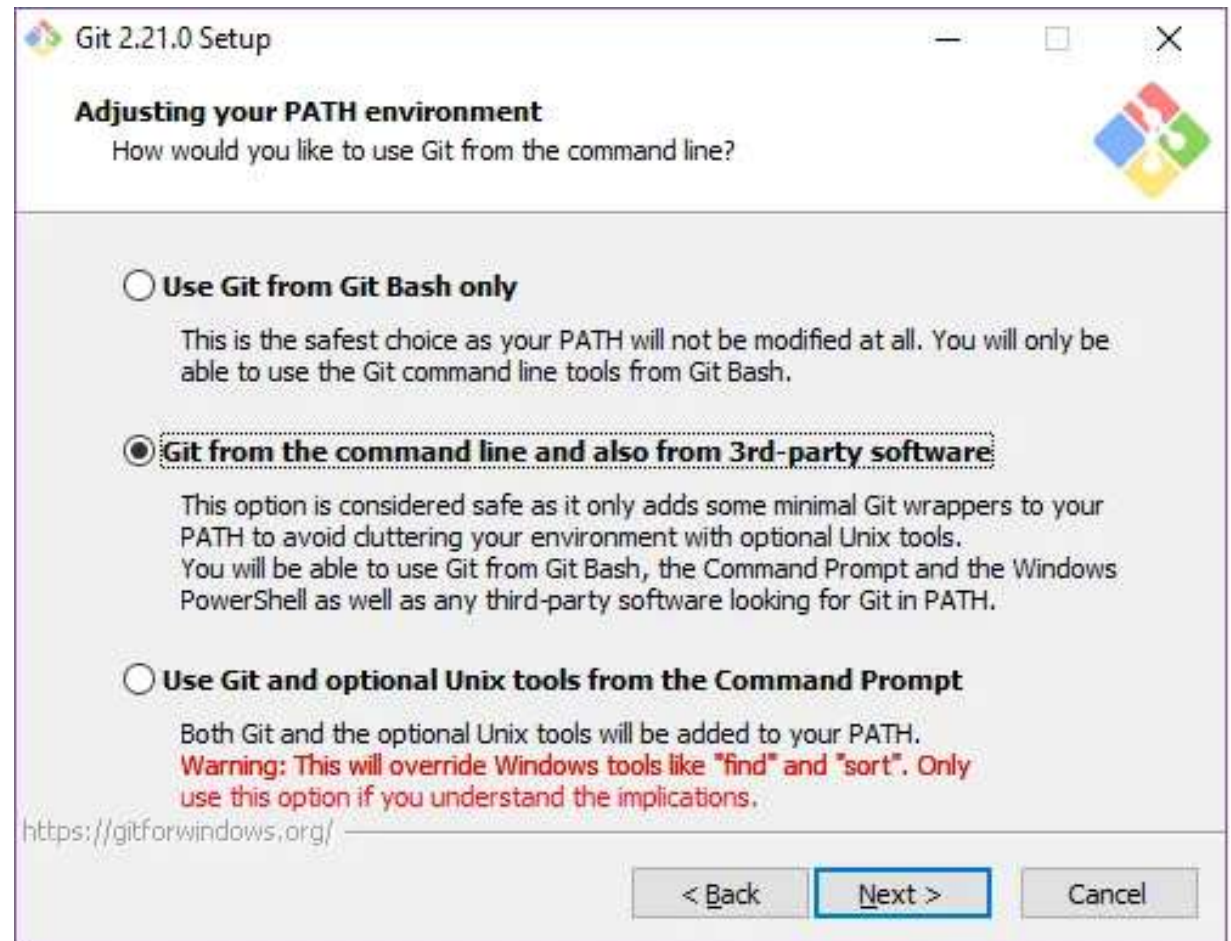 Git 2.21.0 Setup
Adjusting your PATH environment
How would you like to use Git from the command line?
Use Git from Git Bash only
This is the safest choice as your PATH will not be modified at all. You will only be
able to use the Git command line tools from Git Bash.
Git from the command line and also from 3rd-party software
This option is considered safe as it only adds some minimal Git wrappers to your
PATH to avoid cluttering your environment with optional Unix tools.
You will be able to use Git from Git Bash, the Command Prompt and the Windows
PowerShell as well as any third-party software looking for Git in PATH.
Use Git and optional Unix tools from the Command Prompt
Both Git and the optional Unix tools will be added to your PATH.
Warning: This will override Windows tools like "find" and "sort". Only
use this option if you understand the implications.
https://gitforwindows.org/
< Back Next > Cancel